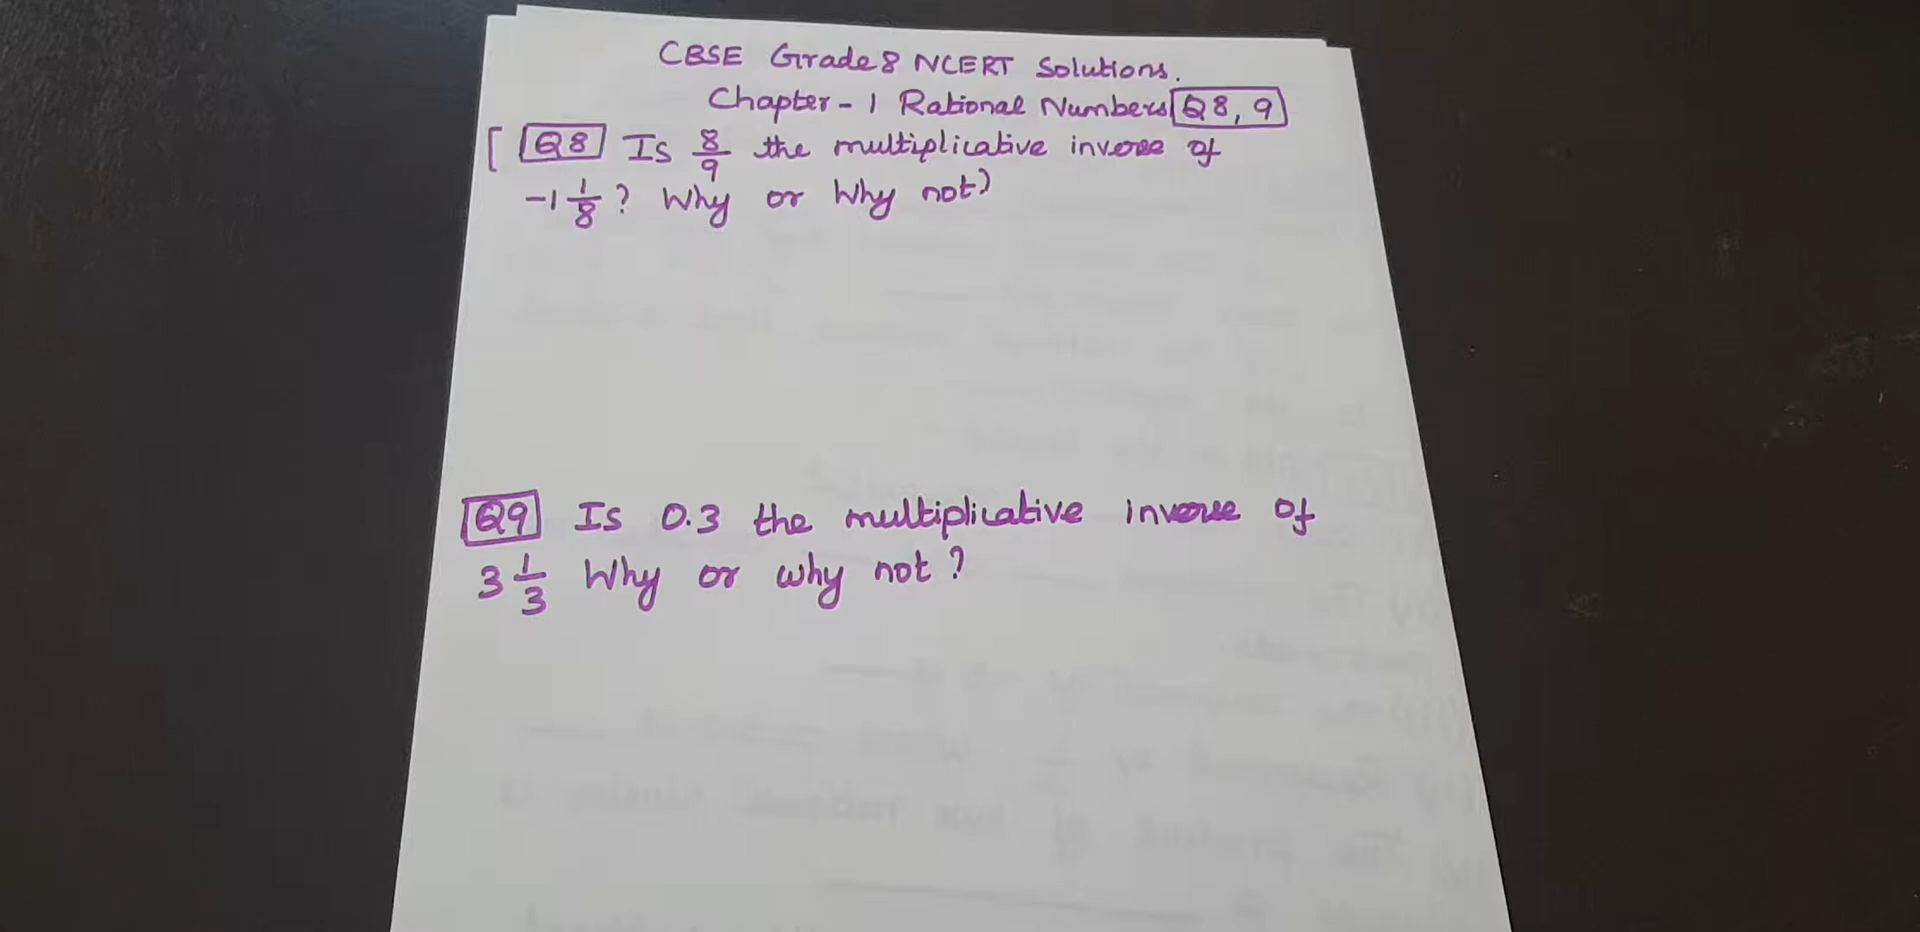 CBSE Grade 8 NCERT Solutions.
Chapter - 1 Rational Numbers Q8, 9
[ Q8 Is 8/9 the multiplicative inverse of
-1 1/8? Why or Why not?
Q9 Is 0.3 the multiplicative inverse of
3 1/3 Why or why not?